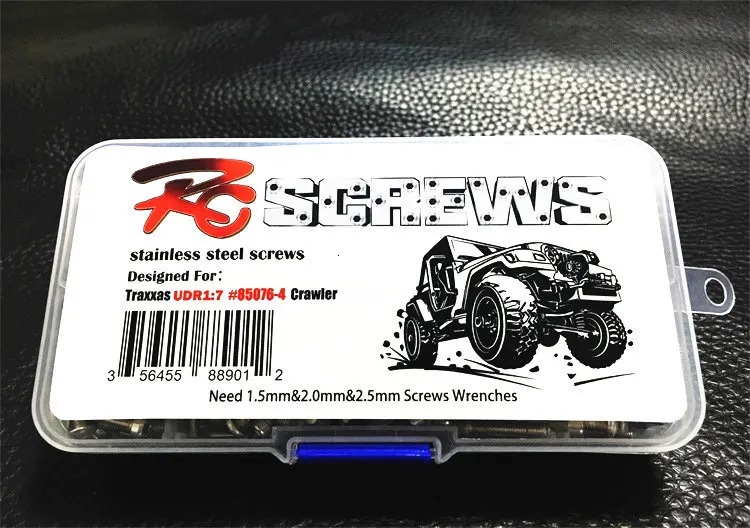 RC SCREWS
stainless steel screws
Designed For:
Traxxas UDR1:7 #85076-4 Crawler
3 56455 88901 2
Need 1.5mm&2.0mm&2.5mm Screws Wrenches